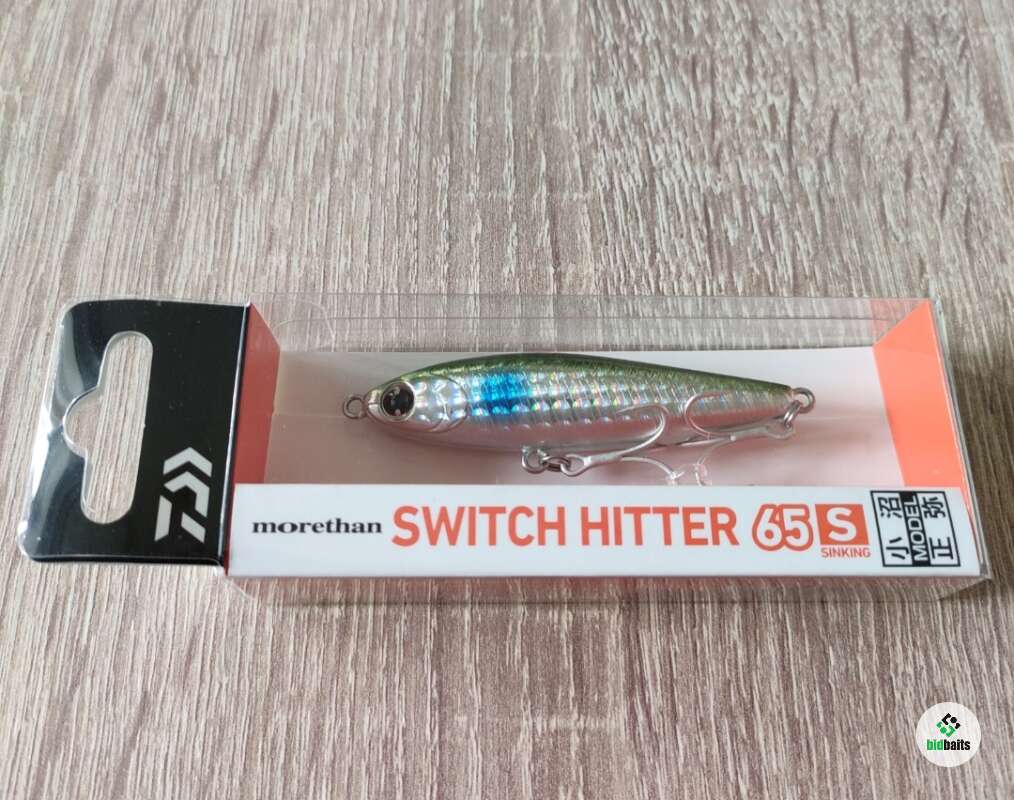 morethan SWITCH HITTER 65 S
SINKING
小沼
MODEL
正弥
bidbaits